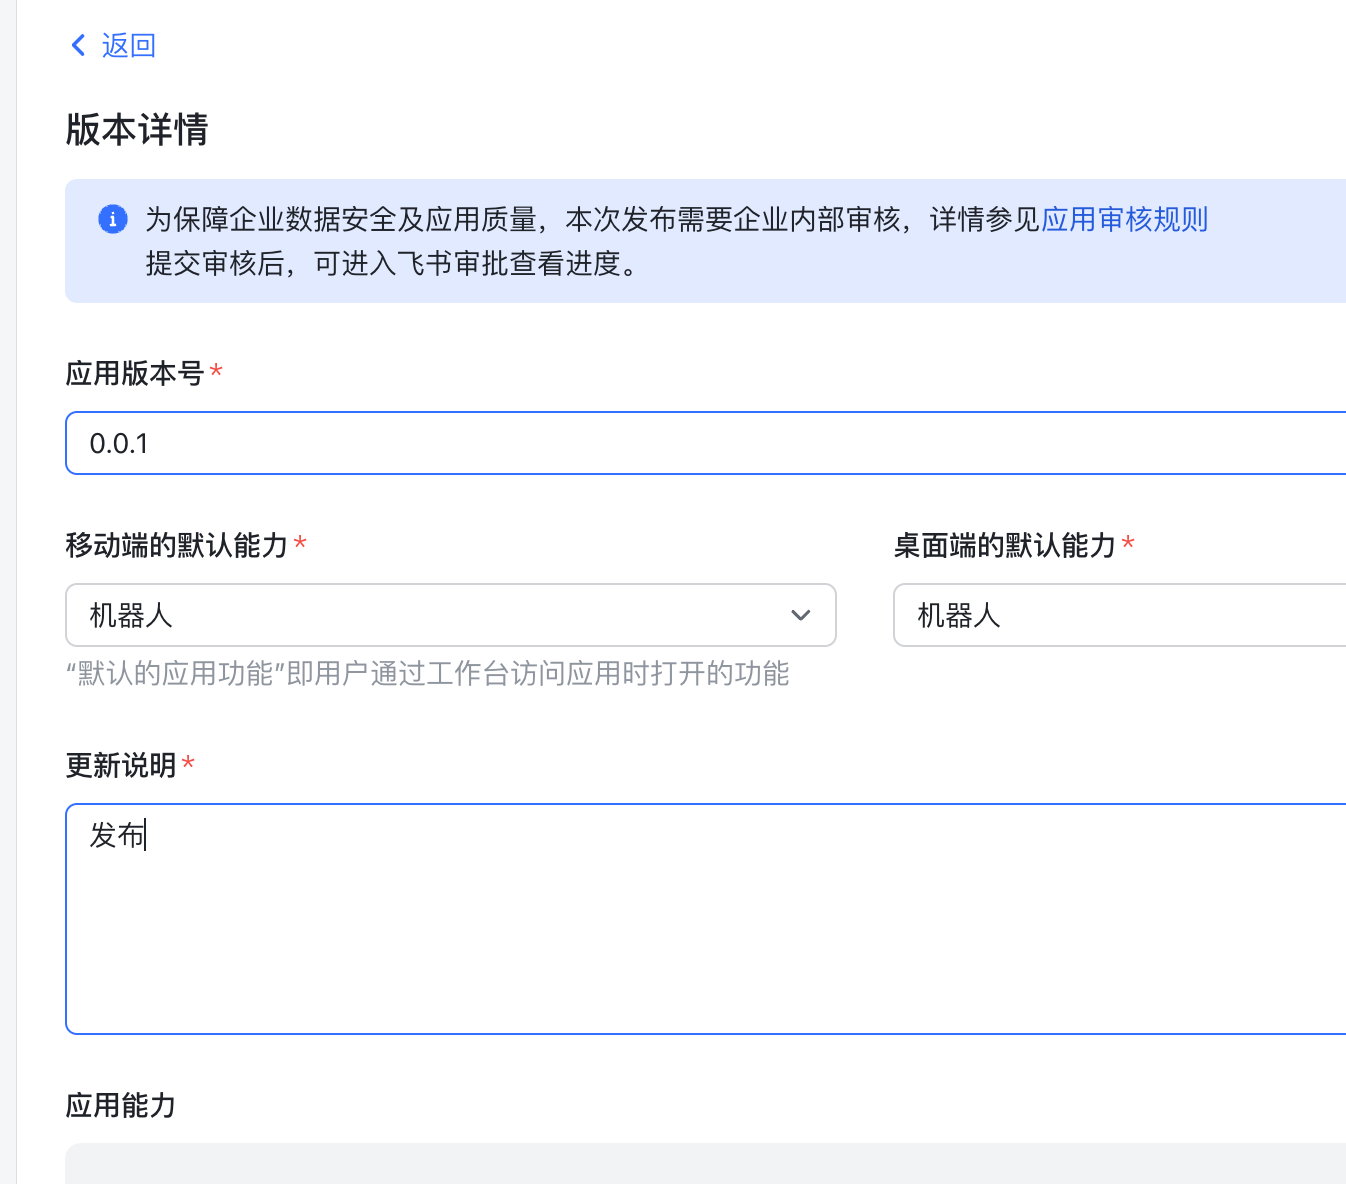 返回
版本详情
为保障企业数据安全及应用质量，本次发布需要企业内部审核，详情参见应用审核规则
提交审核后，可进入飞书审批查看进度。
应用版本号*
0.0.1
移动端的默认能力*
桌面端的默认能力*
机器人
机器人
“默认的应用功能”即用户通过工作台访问应用时打开的功能
更新说明*
发布
应用能力